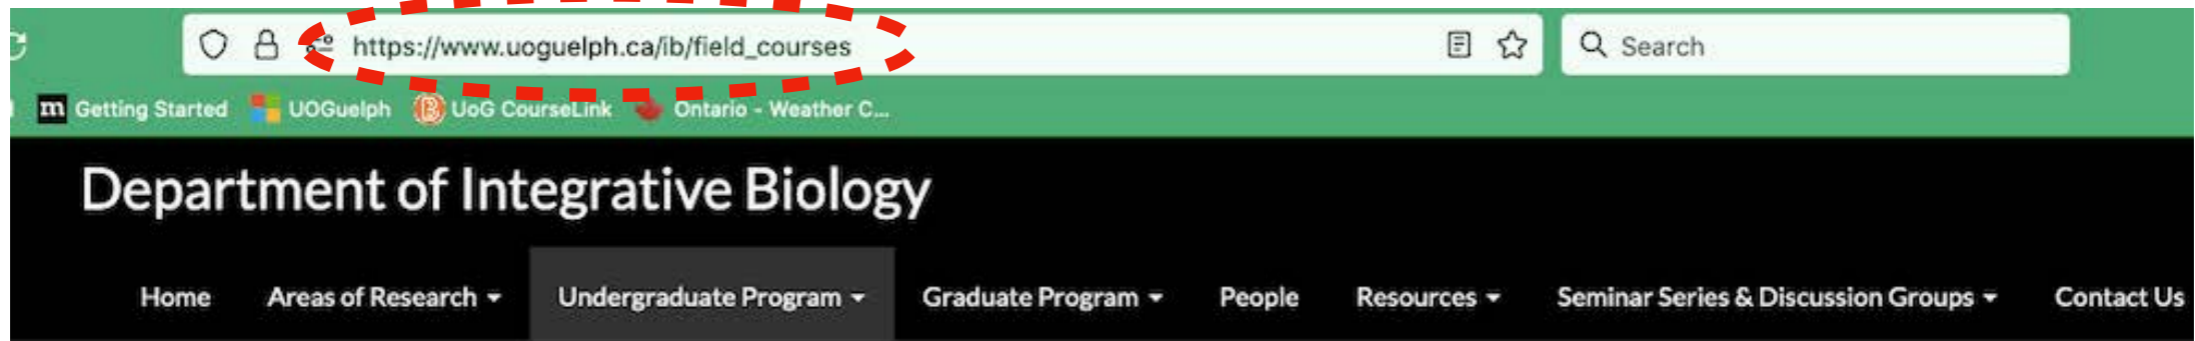 https://www.uoguelph.ca/ib/field_courses Search
m Getting Started UOGuelph UoG CourseLink Ontario - Weather C...
Department of Integrative Biology
Home Areas of Research Undergraduate Program Graduate Program People Resources Seminar Series & Discussion Groups Contact Us